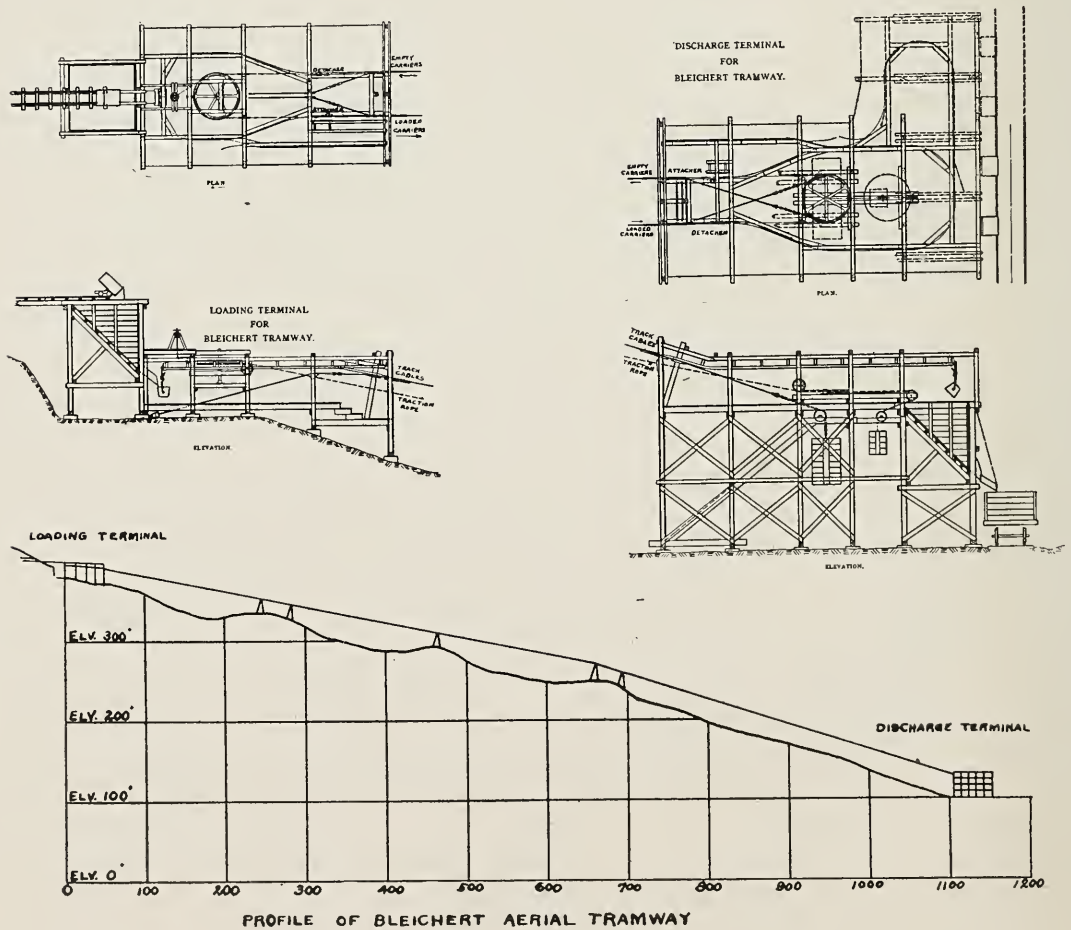 DETACHER
EMPTY
CARRIERS
ATTACHER
LOADED
CARRIERS
PLAN
DISCHARGE TERMINAL
FOR
BLEICHERT TRAMWAY.
EMPTY
CARRIERS
ATTACHER
LOADED
CARRIERS
DETACHER
PLAN.
LOADING TERMINAL
FOR
BLEICHERT TRAMWAY.
TRACK
CABLES
TRACTION
ROPE
ELEVATION.
TRACK
CABLES
TRACTION
ROPE
ELEVATION.
LOADING TERMINAL
ELV. 300°
ELV. 200°
DISCHARGE TERMINAL
ELV. 100°
ELV. 0°
0 100 200 300 400 500 600 700 800 900 1000 1100 1200
PROFILE OF BLEICHERT AERIAL TRAMWAY